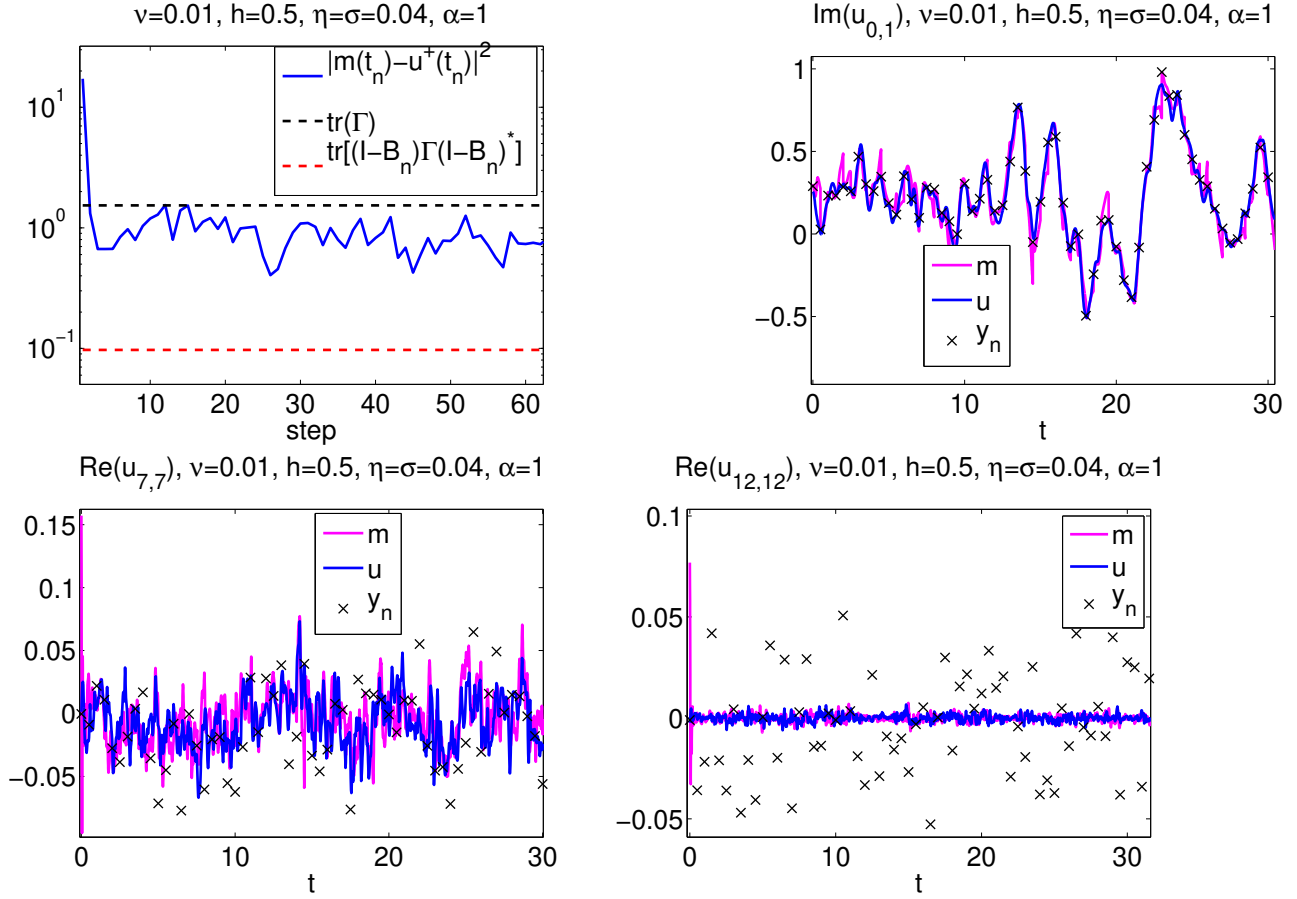 ν=0.01, h=0.5, η=σ=0.04, α=1
|m(t_n)−u^+(t_n)|^2
tr(Γ)
tr[(I−B_n)Γ(I−B_n)^*]
10^1
10^0
10^−1
10 20 30 40 50 60
step
Im(u_{0,1}), ν=0.01, h=0.5, η=σ=0.04, α=1
1
0.5
0
−0.5
m
u
y_n
0 10 20 30
t
Re(u_{7,7}), ν=0.01, h=0.5, η=σ=0.04, α=1
0.15
0.1
0.05
0
−0.05
m
u
y_n
0 10 20 30
t
Re(u_{12,12}), ν=0.01, h=0.5, η=σ=0.04, α=1
0.1
0.05
0
−0.05
m
u
y_n
0 10 20 30
t